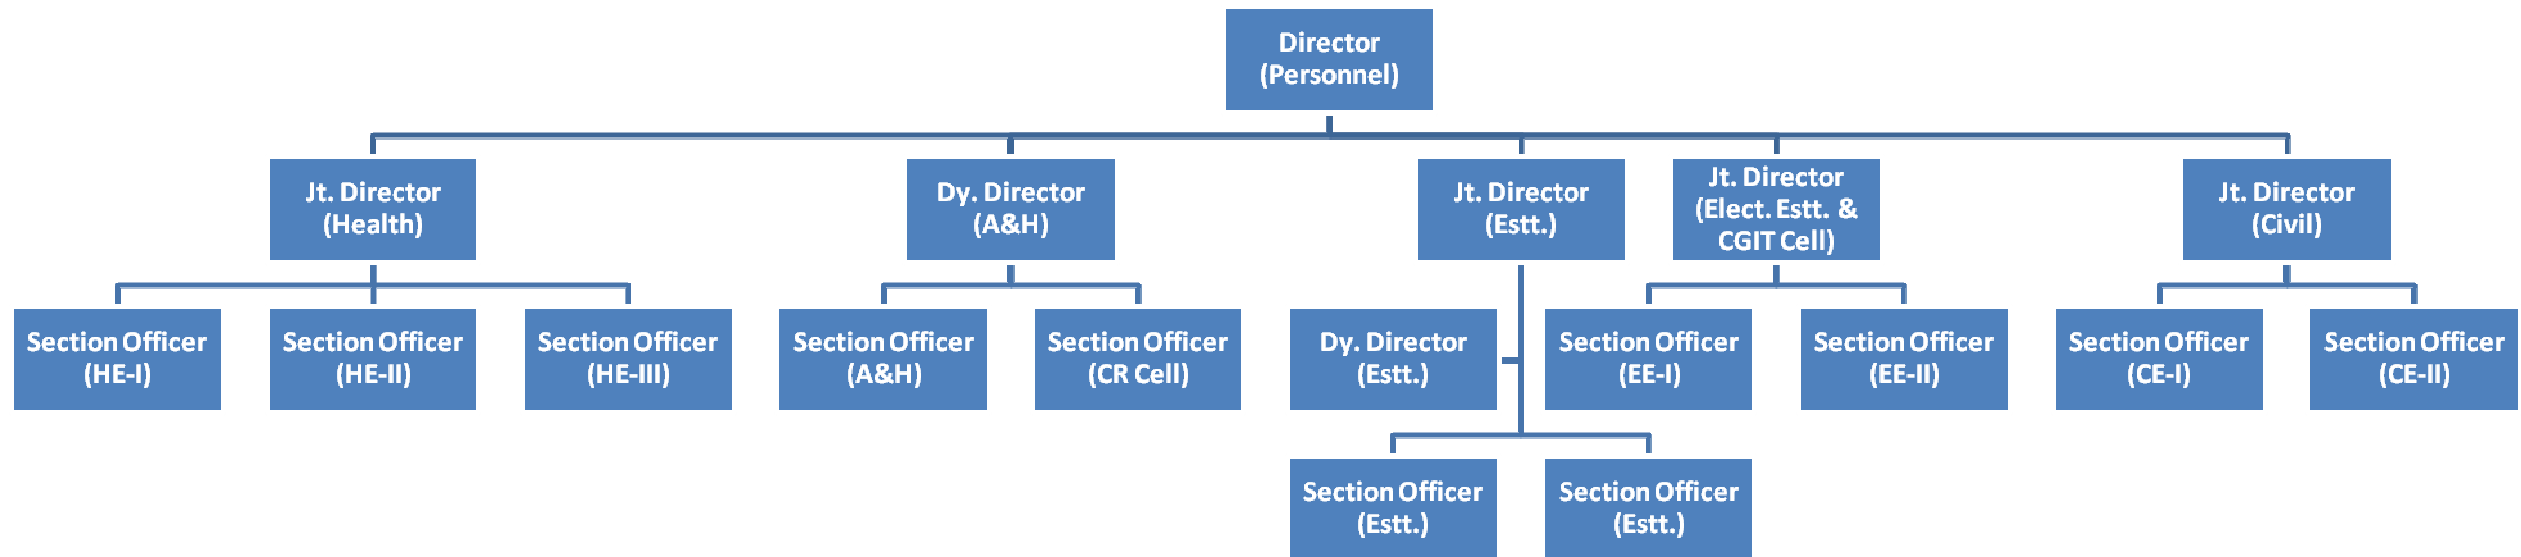 Director
(Personnel)
Jt. Director
(Health)
Dy. Director
(A&H)
Jt. Director
(Estt.)
Jt. Director
(Elect. Estt. &
CGIT Cell)
Jt. Director
(Civil)
Section Officer
(HE-I)
Section Officer
(HE-II)
Section Officer
(HE-III)
Section Officer
(A&H)
Section Officer
(CR Cell)
Dy. Director
(Estt.)
Section Officer
(EE-I)
Section Officer
(EE-II)
Section Officer
(CE-I)
Section Officer
(CE-II)
Section Officer
(Estt.)
Section Officer
(Estt.)